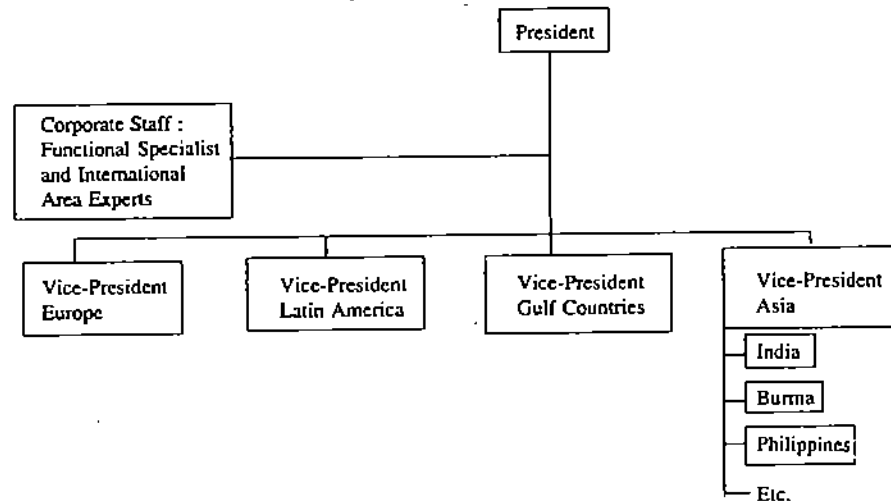 President
Corporate Staff :
Functional Specialist
and International
Area Experts
Vice-President
Europe
Vice-President
Latin America
Vice-President
Gulf Countries
Vice-President
Asia
India
Burma
Philippines
Etc.